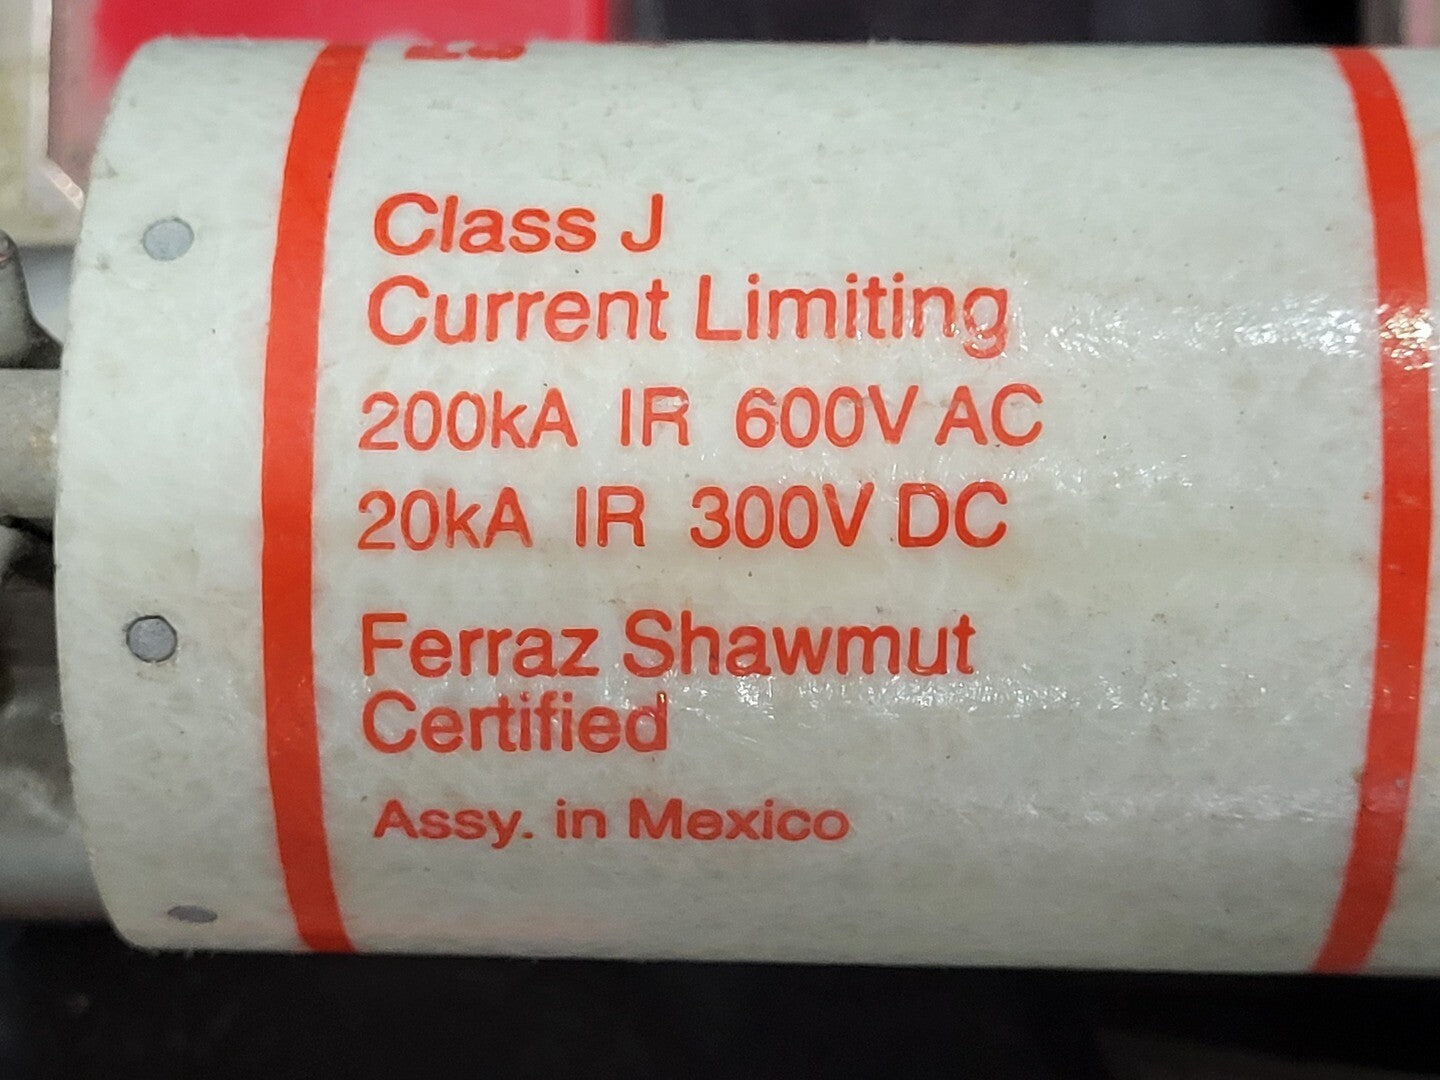 Class J
Current Limiting
200kA IR 600V AC
20kA IR 300V DC
Ferraz Shawmut
Certified
Assy. in Mexico